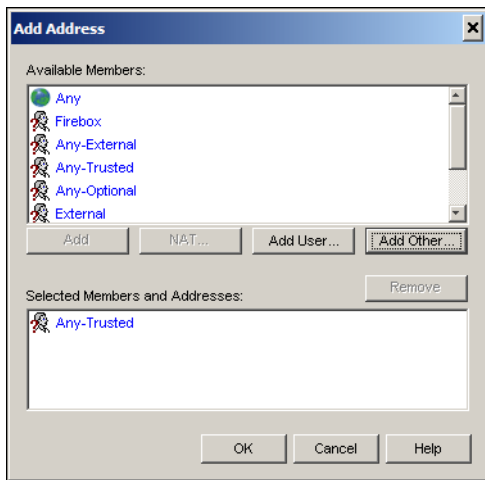 Add Address
Available Members:
Any
Firebox
Any-External
Any-Trusted
Any-Optional
External
Add NAT... Add User... Add Other...
Remove
Selected Members and Addresses:
Any-Trusted
OK Cancel Help